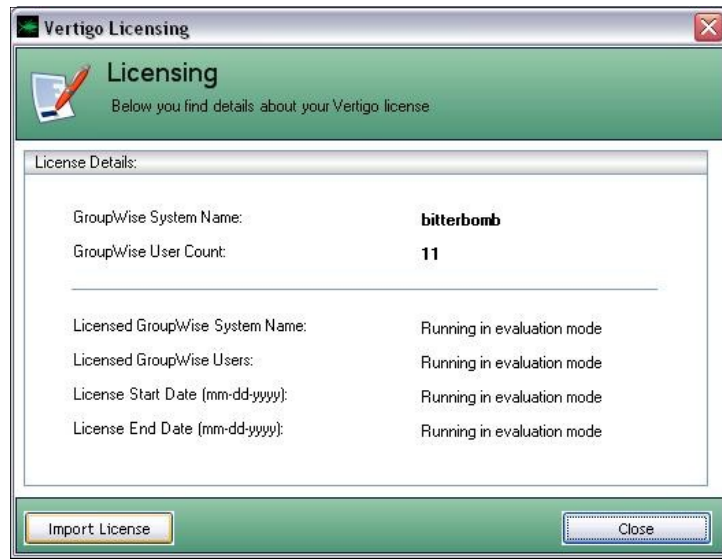 Vertigo Licensing
Licensing
Below you find details about your Vertigo license
License Details:
GroupWise System Name: bitterbomb
GroupWise User Count: 11
Licensed GroupWise System Name: Running in evaluation mode
Licensed GroupWise Users: Running in evaluation mode
License Start Date (mm-dd-yyyy): Running in evaluation mode
License End Date (mm-dd-yyyy): Running in evaluation mode
Import License Close